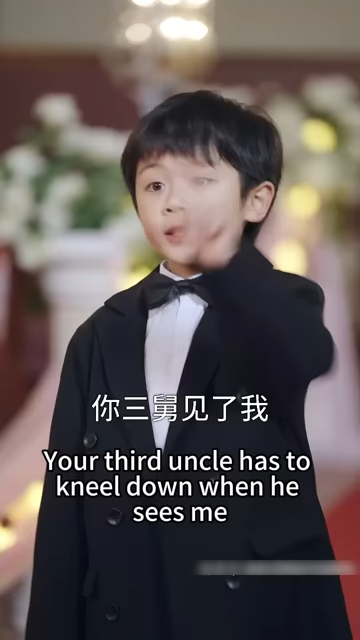 你三舅见了我
Your third uncle has to
kneel down when he
sees me